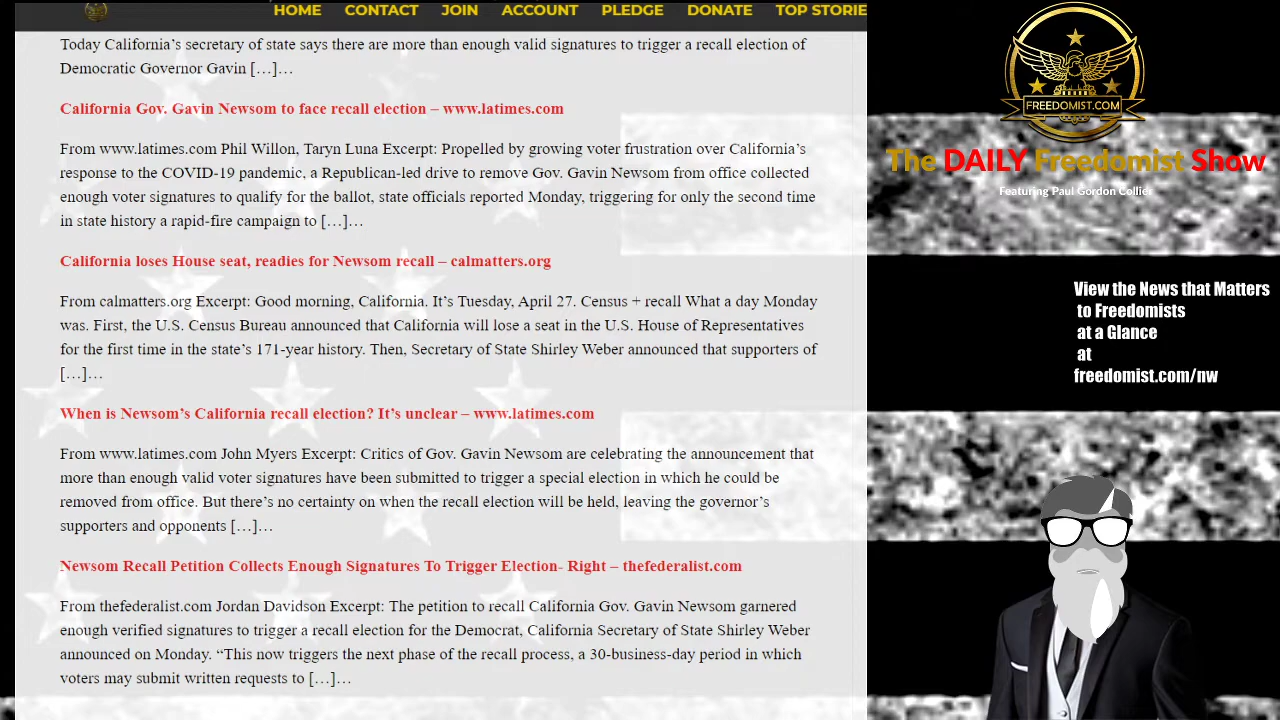 HOME CONTACT JOIN ACCOUNT PLEDGE DONATE TOP STORIE
Today California’s secretary of state says there are more than enough valid signatures to trigger a recall election of
Democratic Governor Gavin […]…
California Gov. Gavin Newsom to face recall election – www.latimes.com
From www.latimes.com Phil Willon, Taryn Luna Excerpt: Propelled by growing voter frustration over California’s
response to the COVID-19 pandemic, a Republican-led drive to remove Gov. Gavin Newsom from office collected
enough voter signatures to qualify for the ballot, state officials reported Monday, triggering for only the second time
in state history a rapid-fire campaign to […]…
California loses House seat, readies for Newsom recall – calmatters.org
From calmatters.org Excerpt: Good morning, California. It’s Tuesday, April 27. Census + recall What a day Monday
was. First, the U.S. Census Bureau announced that California will lose a seat in the U.S. House of Representatives
for the first time in the state’s 171-year history. Then, Secretary of State Shirley Weber announced that supporters of
[…]…
When is Newsom’s California recall election? It’s unclear – www.latimes.com
From www.latimes.com John Myers Excerpt: Critics of Gov. Gavin Newsom are celebrating the announcement that
more than enough valid voter signatures have been submitted to trigger a special election in which he could be
removed from office. But there’s no certainty on when the recall election will be held, leaving the governor’s
supporters and opponents […]…
Newsom Recall Petition Collects Enough Signatures To Trigger Election- Right – thefederalist.com
From thefederalist.com Jordan Davidson Excerpt: The petition to recall California Gov. Gavin Newsom garnered
enough verified signatures to trigger a recall election for the Democrat, California Secretary of State Shirley Weber
announced on Monday. “This now triggers the next phase of the recall process, a 30-business-day period in which
voters may submit written requests to […]…
FREEDOMIST.COM
The DAILY Freedomist Show
Featuring Paul Gordon Collier
View the News that Matters
to Freedomists
at a Glance
at
freedomist.com/nw